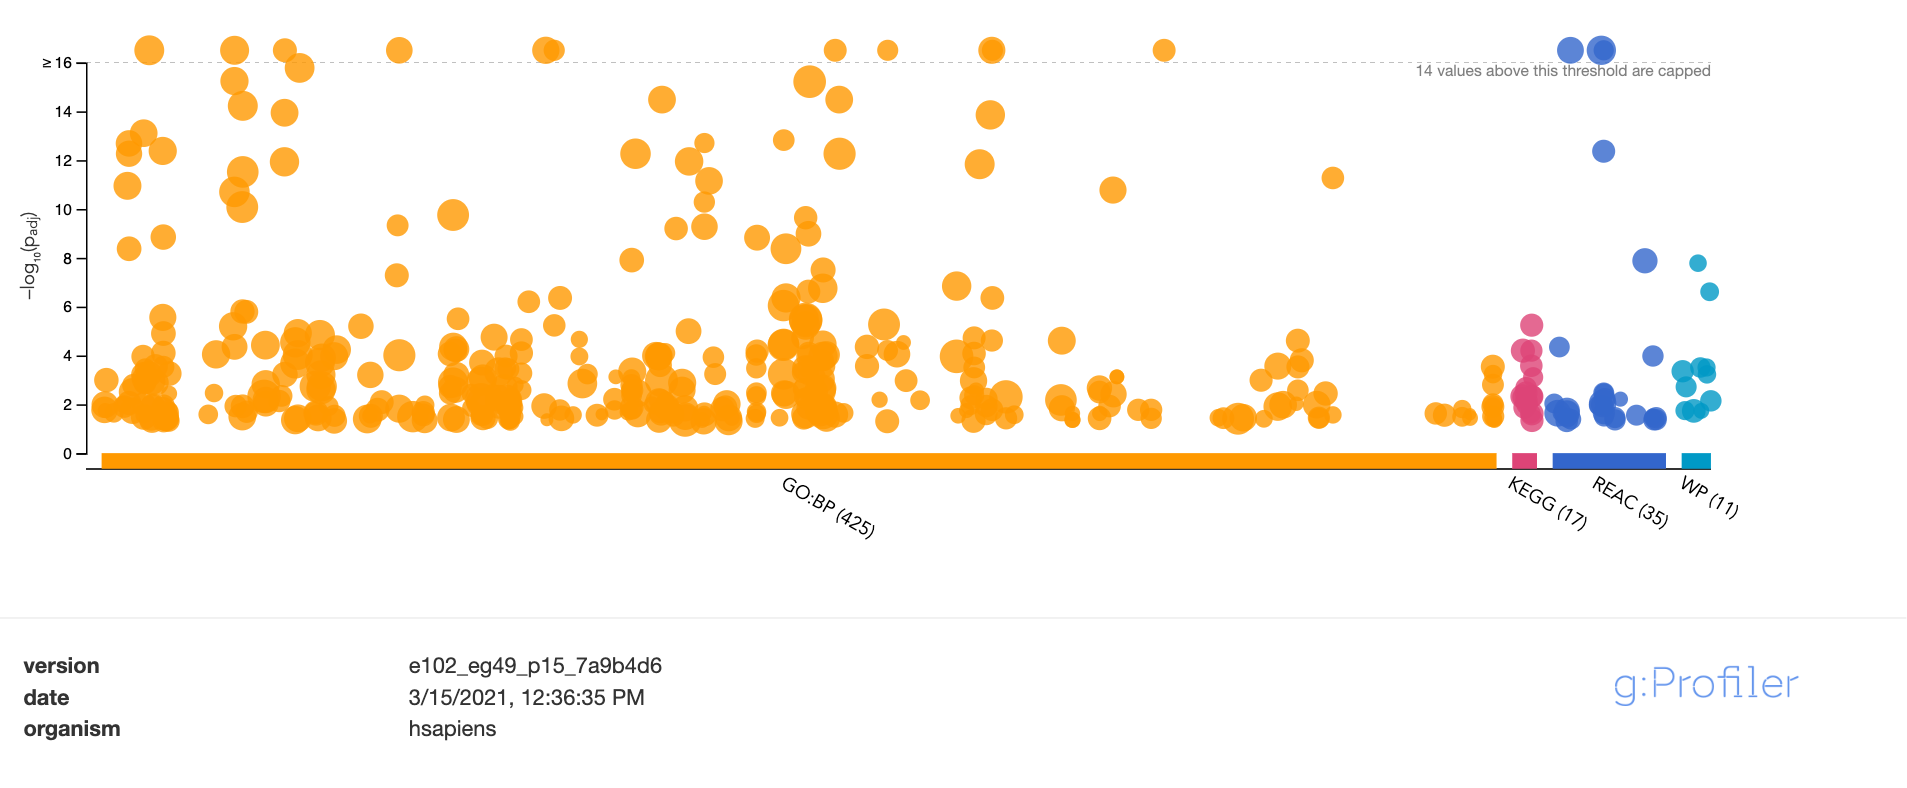 ≥ 16
14 values above this threshold are capped
14
12
10
8
6
4
2
0
−log₁₀(padj)
GO:BP (425)
KEGG (17)
REAC (35)
WP (11)
version e102_eg49_p15_7a9b4d6
date 3/15/2021, 12:36:35 PM
organism hsapiens
g:Profiler